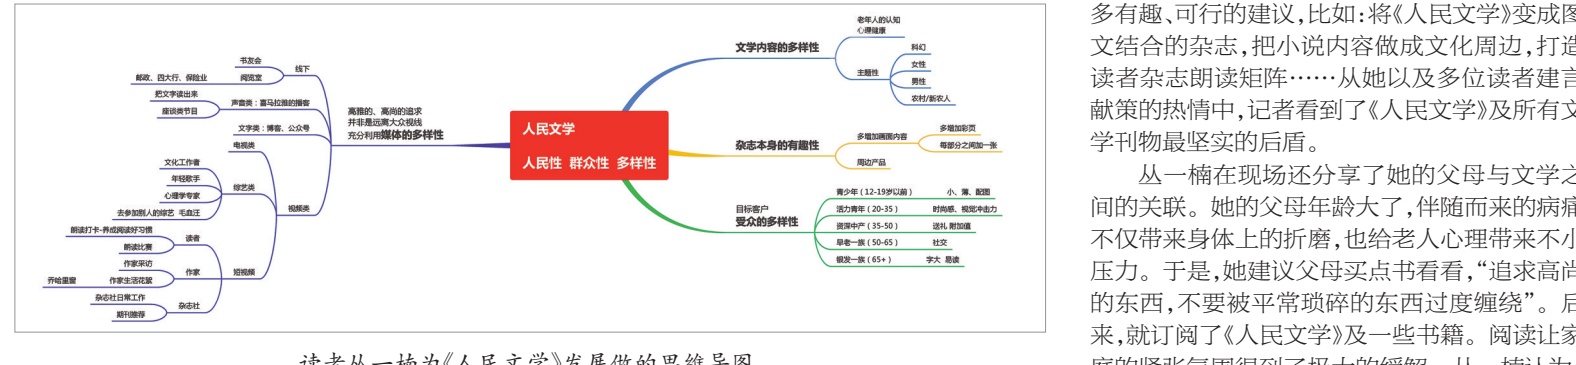 人民文学
人民性 群众性 多样性
文学内容的多样性
老年人的认知
心理健康
主题性
科幻
女性
男性
农村/新农人
杂志本身的有趣性
多增加画面内容
多增加彩页
每部分之间加一张
周边产品
目标客户
受众的多样性
青少年(12-19岁以前) 小、薄、配图
活力青年(20-35) 时尚感、视觉冲击力
资深中产(35-50) 送礼 附加值
早老一族(50-65) 社交
银发一族(65+) 字大 易读
高雅的、高尚的追求
并非是远离大众视线
充分利用媒体的多样性
线下
书友会
阅览室
邮政、四大行、保险业
声音类:喜马拉雅的播客
把文字读出来
座谈类节目
文字类:博客、公众号
视频类
电视类
综艺类
文化工作者
年轻歌手
心理学专家
去参加别人的综艺 毛血汪
短视频
读者
朗读打卡-养成阅读好习惯
朗读比赛
作家
作家采访
作家生活花絮
乔哈里窗
杂志社
杂志社日常工作
期刊推荐
读者丛一楠为《人民文学》发展做的思维导图
多有趣、可行的建议,比如:将《人民文学》变成图
文结合的杂志,把小说内容做成文化周边,打造
读者杂志朗读矩阵……从她以及多位读者建言
献策的热情中,记者看到了《人民文学》及所有文
学刊物最坚实的后盾。
丛一楠在现场还分享了她的父母与文学之
间的关联。她的父母年龄大了,伴随而来的病痛
不仅带来身体上的折磨,也给老人心理带来不小
压力。于是,她建议父母买点书看看,“追求高尚
的东西,不要被平常琐碎的东西过度缠绕”。后
来,就订阅了《人民文学》及一些书籍。阅读让家
庭的紧张氛围得到了极大的缓解。丛一楠认为,